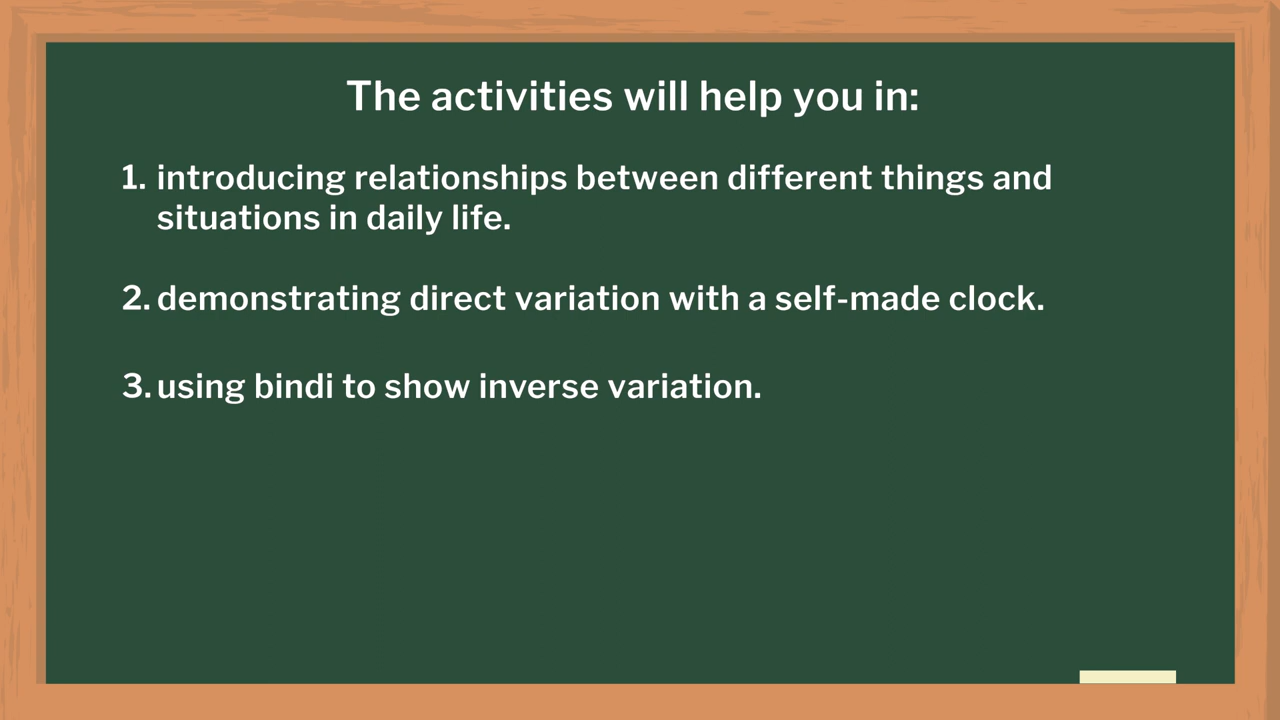 The activities will help you in:
1. introducing relationships between different things and
situations in daily life.
2. demonstrating direct variation with a self-made clock.
3. using bindi to show inverse variation.